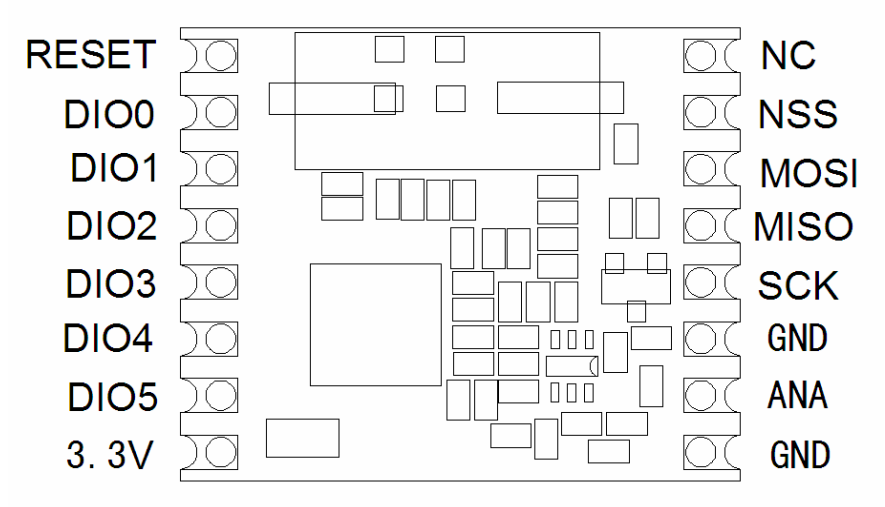 RESET
NC
DIO0
NSS
DIO1
MOSI
DIO2
MISO
DIO3
SCK
DIO4
GND
DIO5
ANA
3.3V
GND